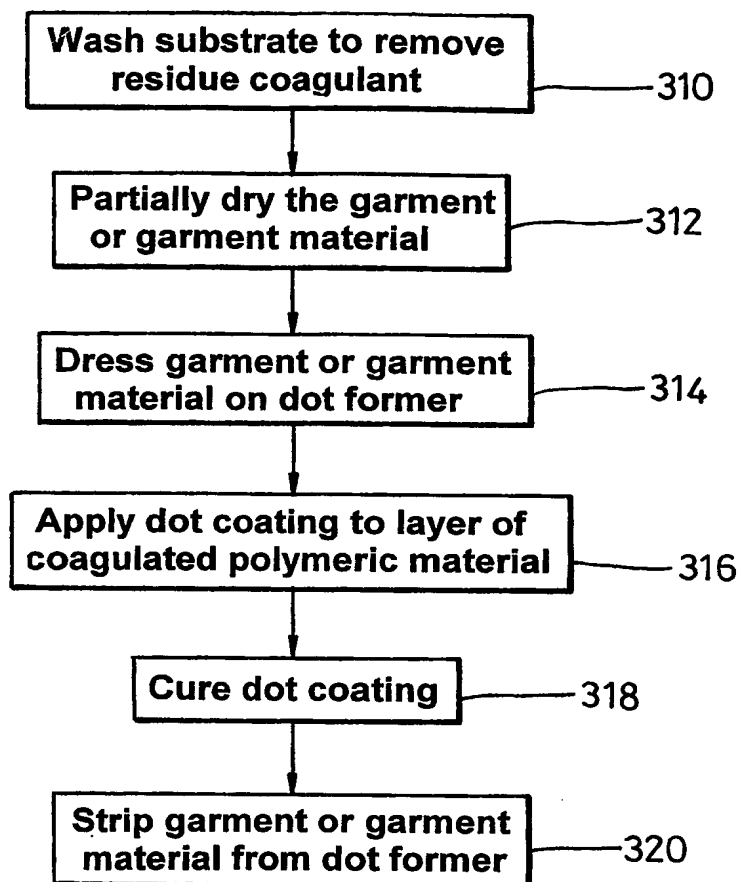 Wash substrate to remove
residue coagulant
310
Partially dry the garment
or garment material
312
Dress garment or garment
material on dot former
314
Apply dot coating to layer of
coagulated polymeric material
316
Cure dot coating
318
Strip garment or garment
material from dot former
320